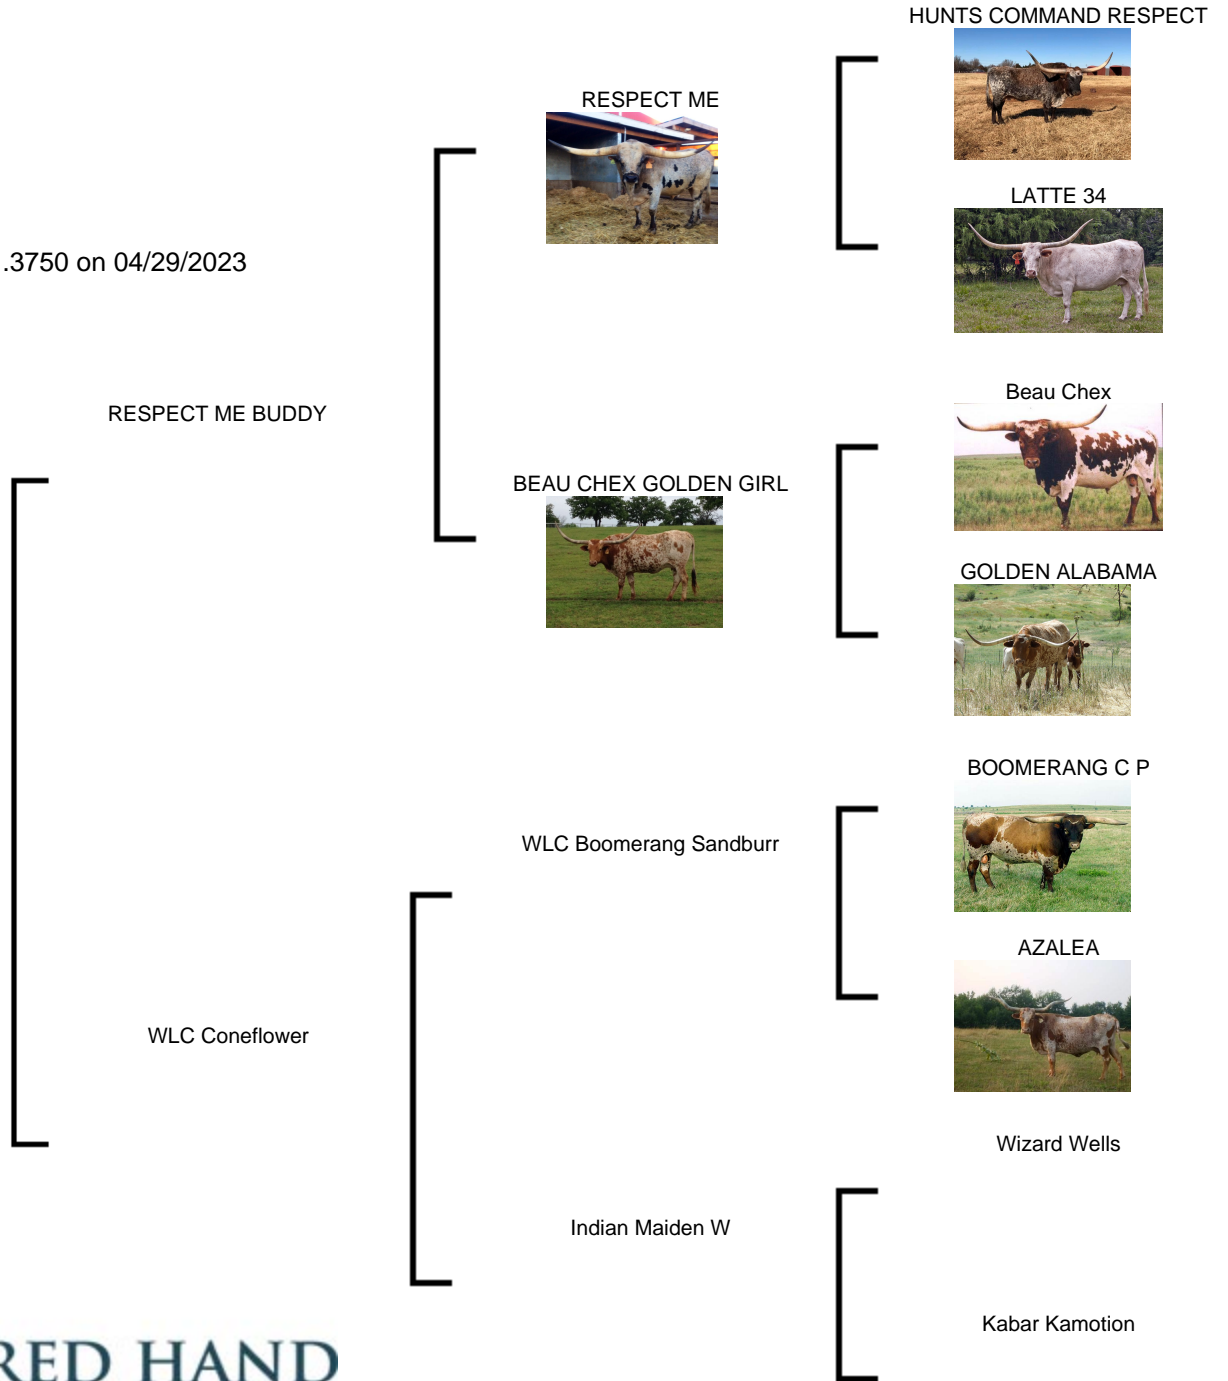 HUNTS COMMAND RESPECT
RESPECT ME
LATTE 34
.3750 on 04/29/2023
Beau Chex
RESPECT ME BUDDY
BEAU CHEX GOLDEN GIRL
GOLDEN ALABAMA
BOOMERANG C P
WLC Boomerang Sandburr
AZALEA
WLC Coneflower
Wizard Wells
Indian Maiden W
Kabar Kamotion
RED HAND